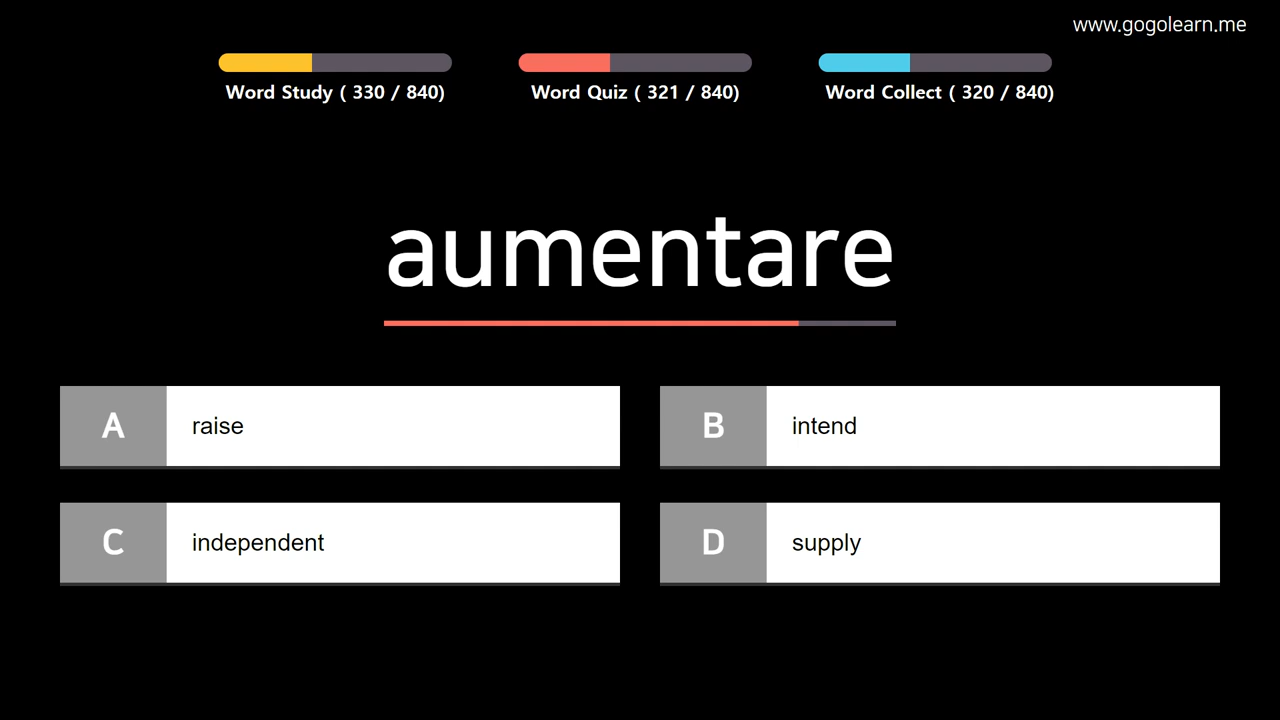 www.gogolearn.me
Word Study ( 330 / 840)
Word Quiz ( 321 / 840)
Word Collect ( 320 / 840)
aumentare
A raise
B intend
C independent
D supply